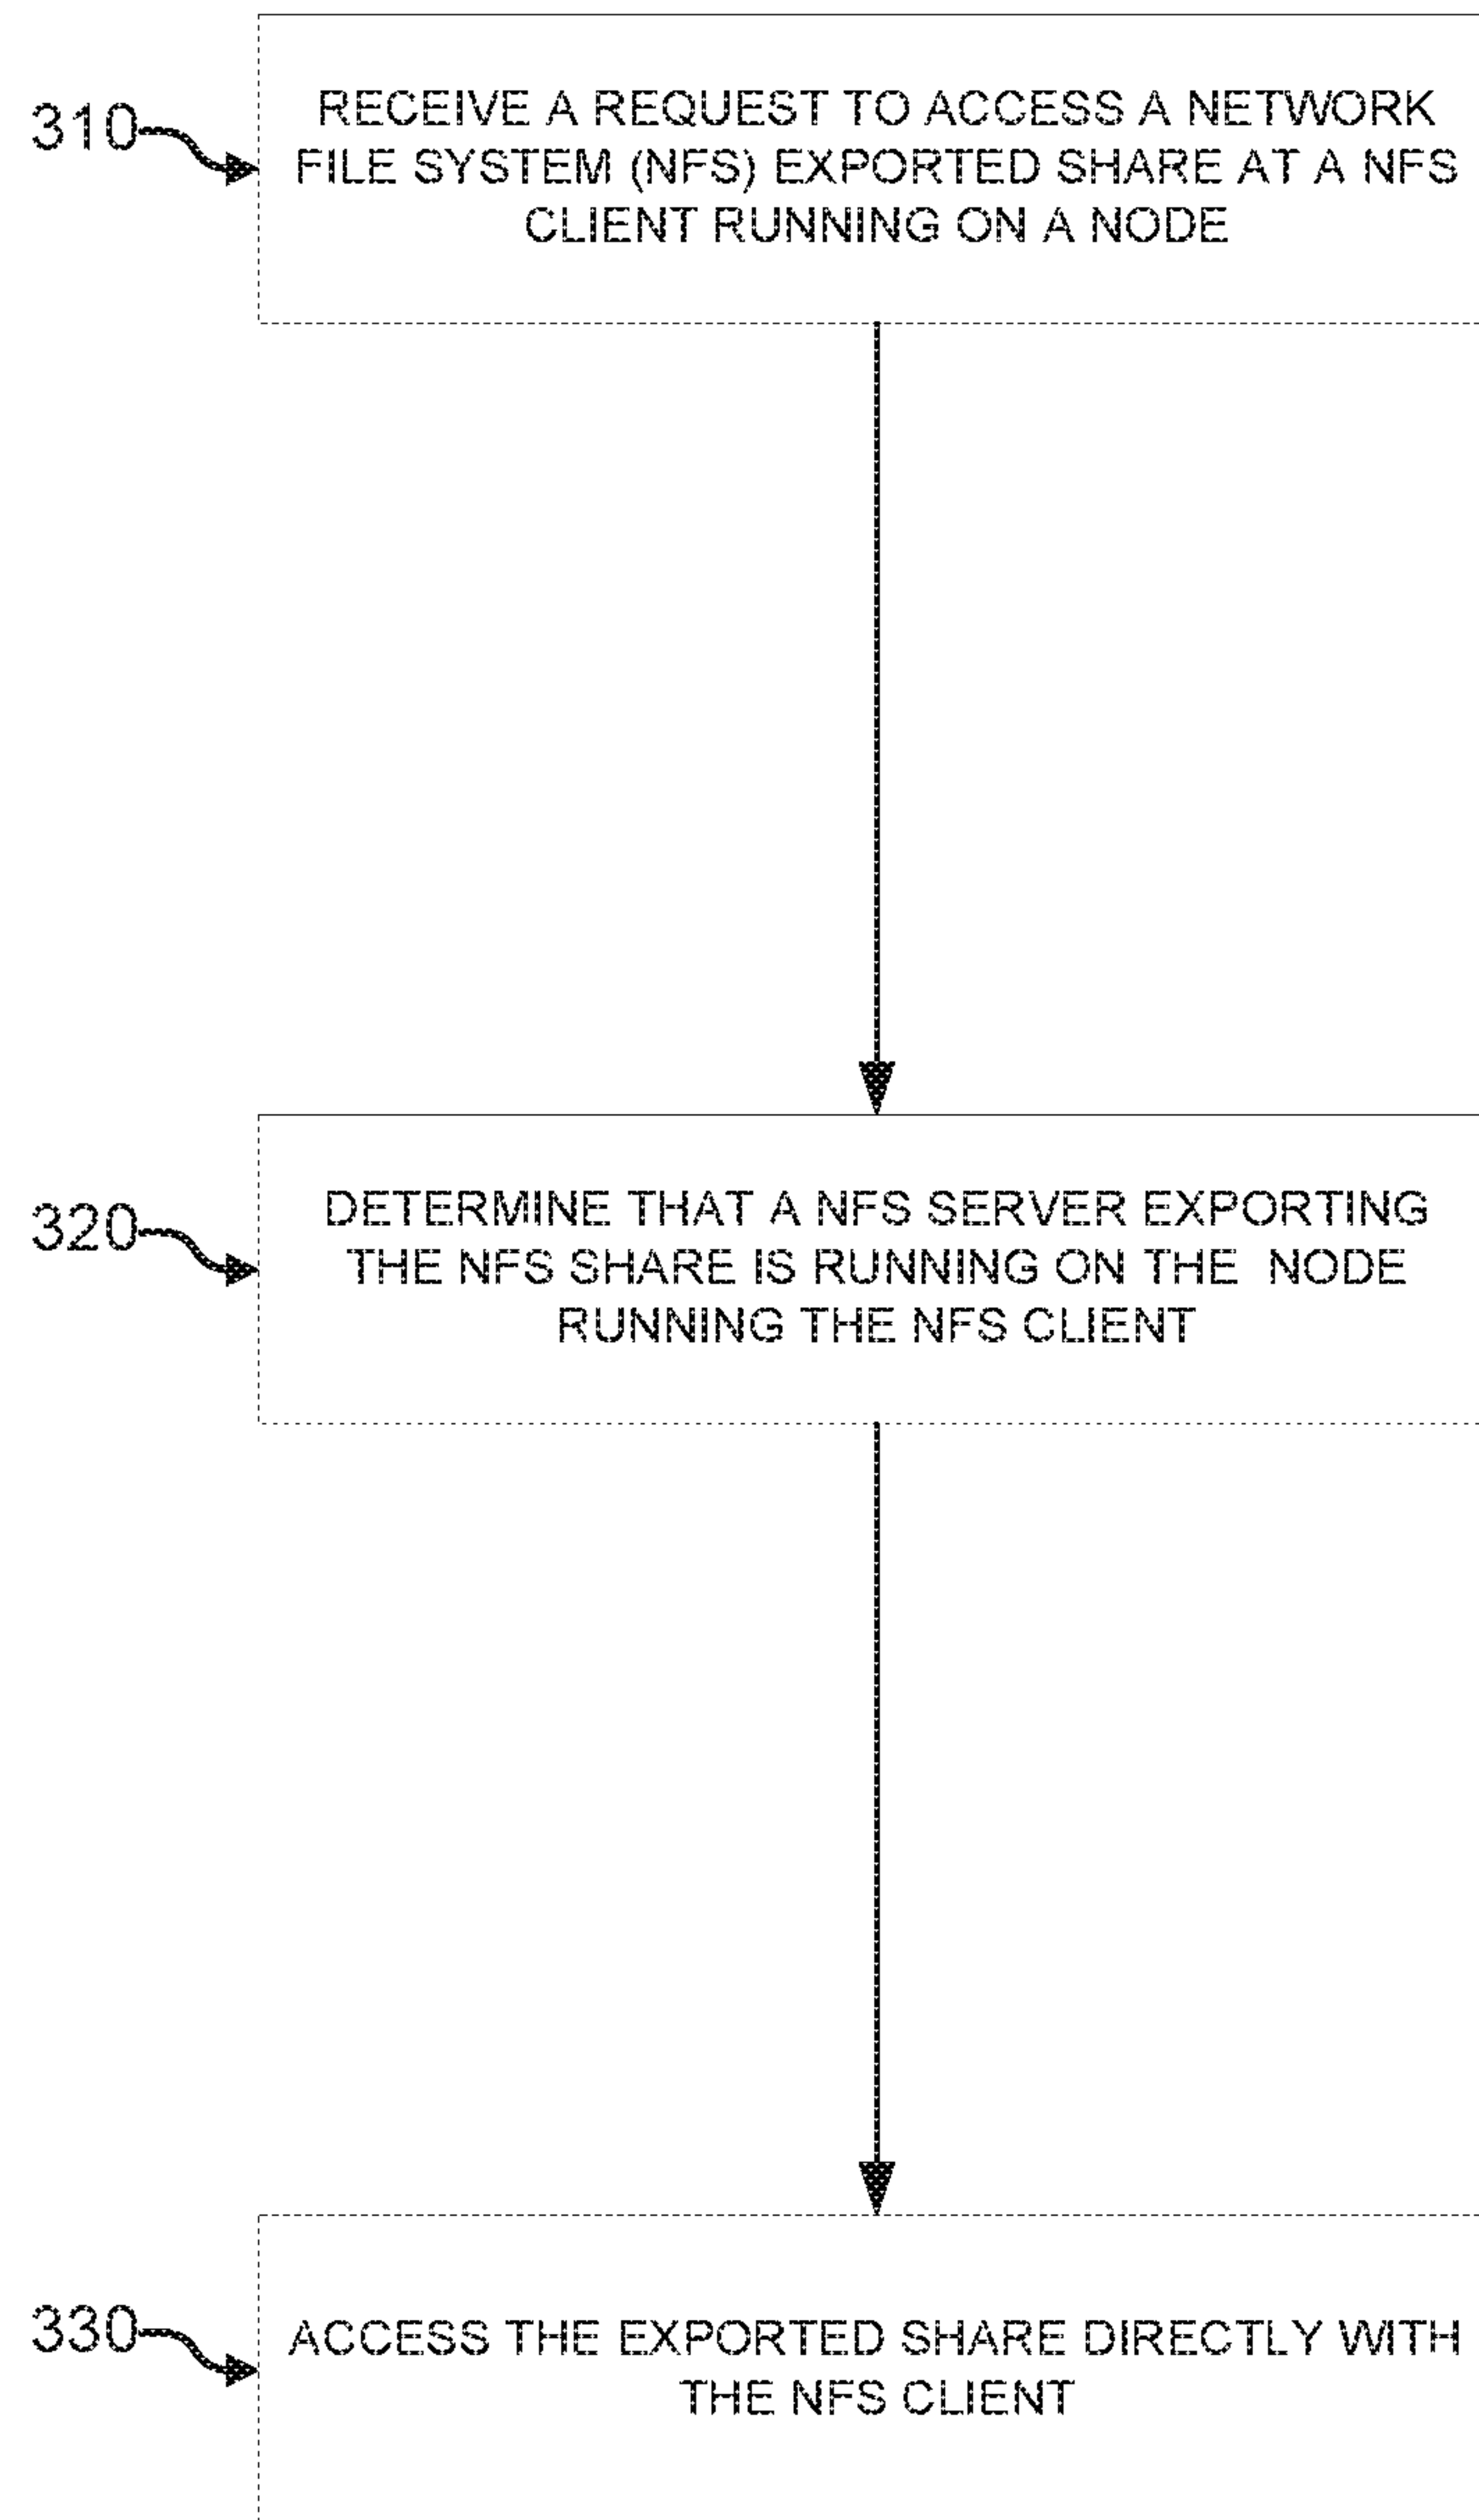 310
RECEIVE A REQUEST TO ACCESS A NETWORK
FILE SYSTEM (NFS) EXPORTED SHARE AT A NFS
CLIENT RUNNING ON A NODE
320
DETERMINE THAT A NFS SERVER EXPORTING
THE NFS SHARE IS RUNNING ON THE NODE
RUNNING THE NFS CLIENT
330
ACCESS THE EXPORTED SHARE DIRECTLY WITH
THE NFS CLIENT